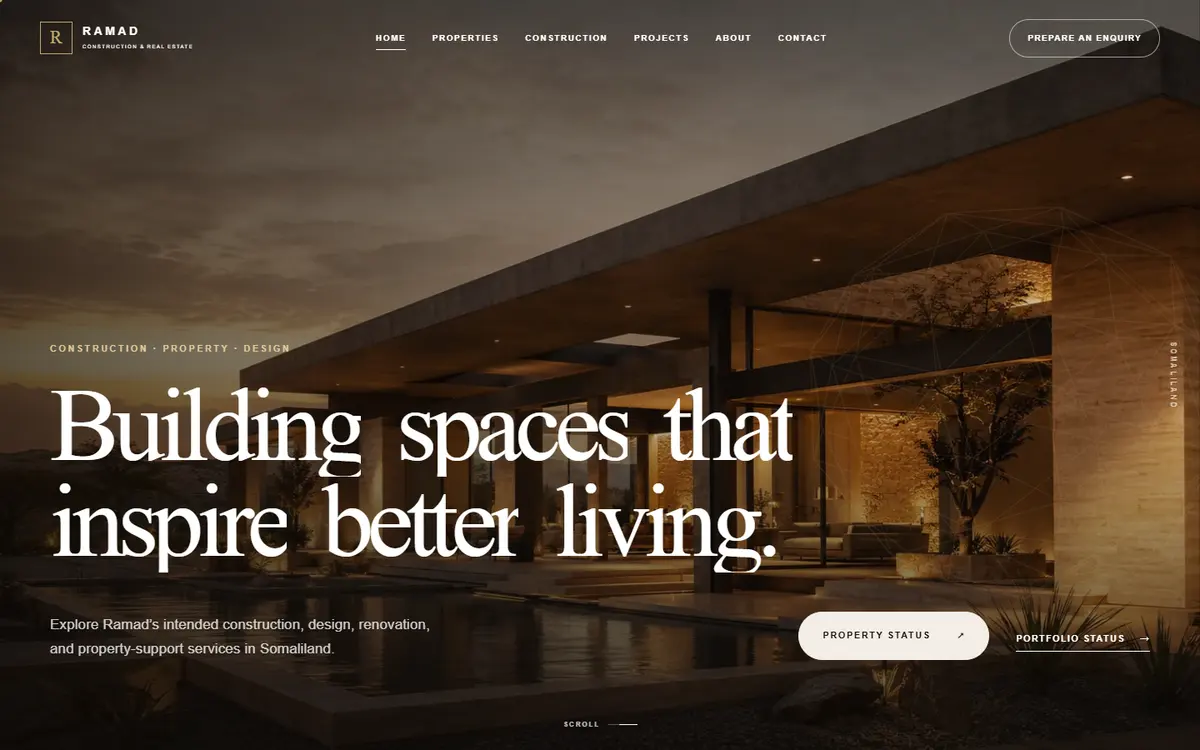 R
RAMAD
CONSTRUCTION & REAL ESTATE
HOME PROPERTIES CONSTRUCTION PROJECTS ABOUT CONTACT
PREPARE AN ENQUIRY
SOMALILAND
CONSTRUCTION · PROPERTY · DESIGN
Building spaces that
inspire better living.
Explore Ramad's intended construction, design, renovation,
and property-support services in Somaliland.
PROPERTY STATUS ↗
PORTFOLIO STATUS →
SCROLL